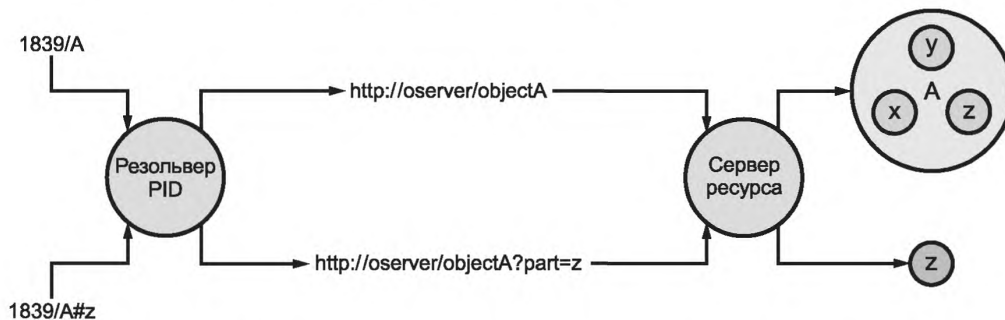 1839/A
http://oserver/objectA
y
A
x
z
Резольвер
PID
Сервер
ресурса
http://oserver/objectA?part=z
z
1839/A#z